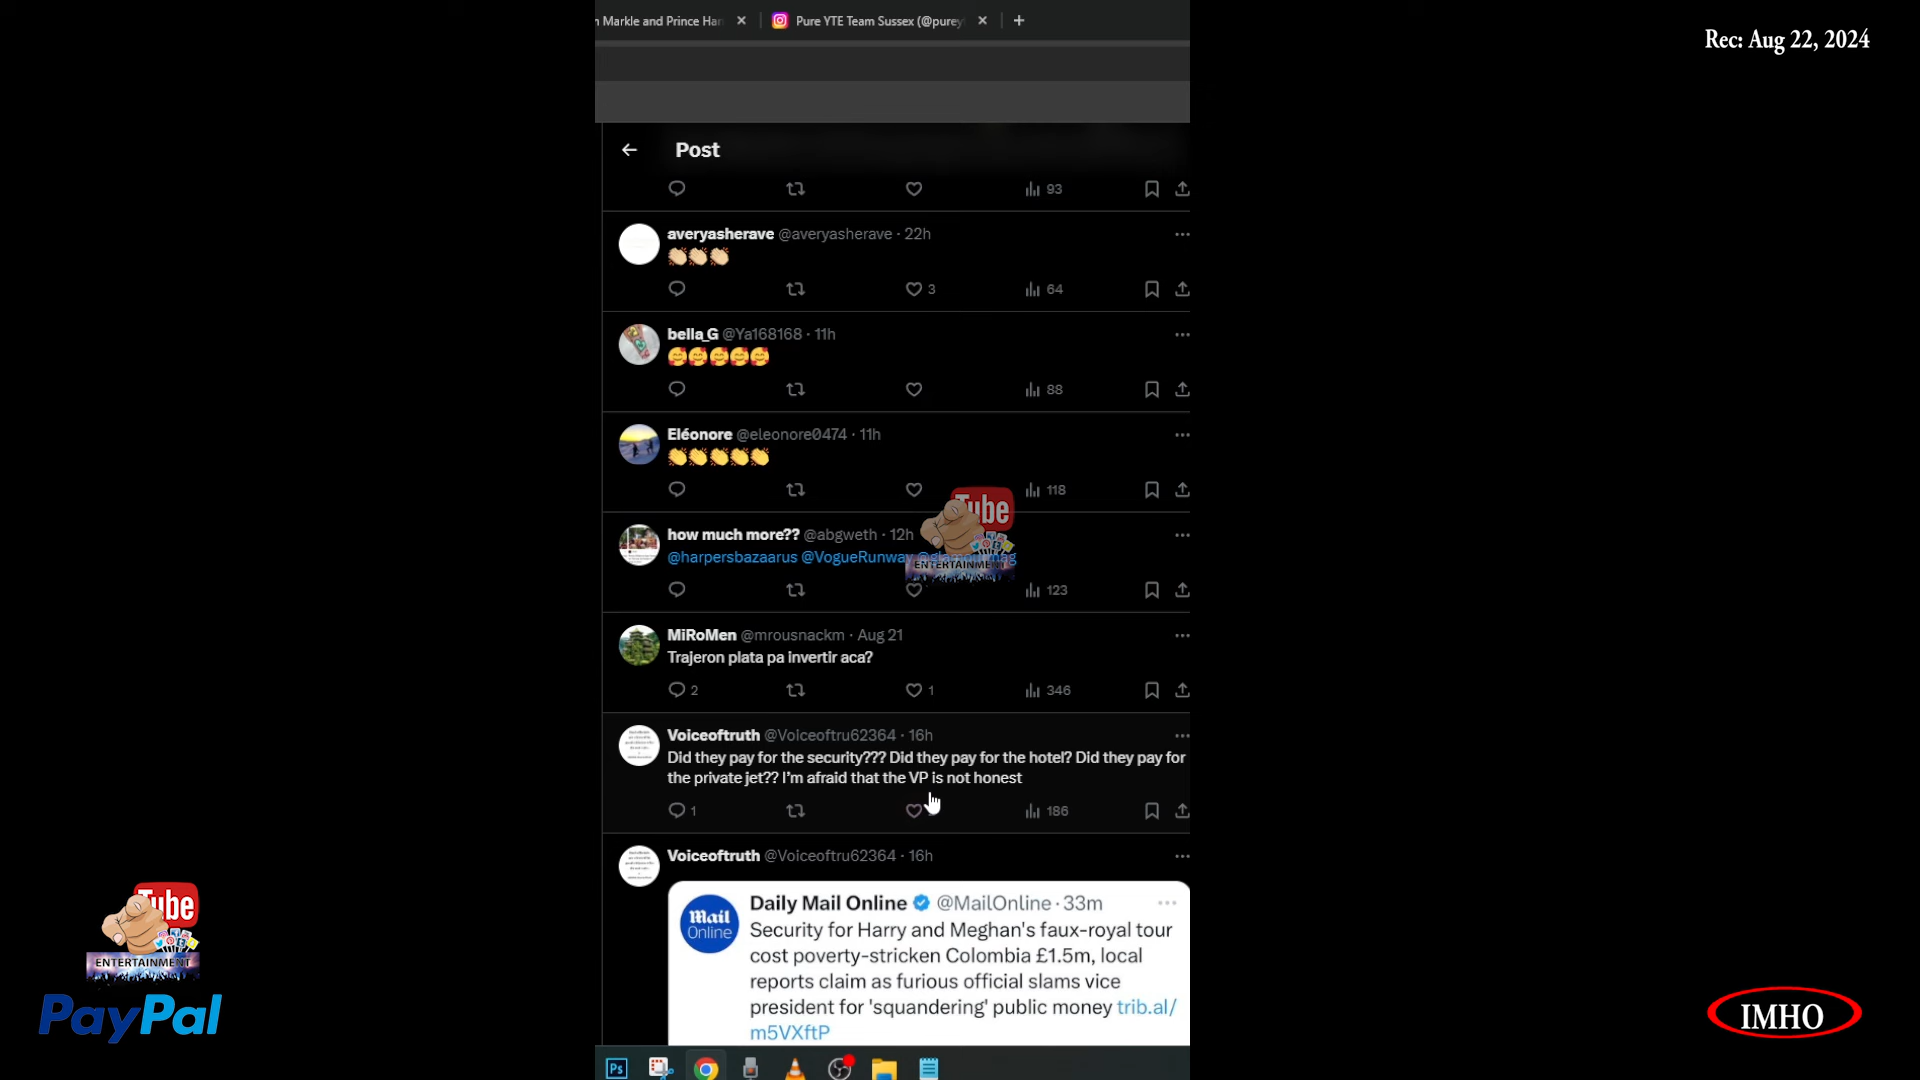 n Markle and Prince Har
Pure YTE Team Sussex (@purey
Rec: Aug 22, 2024
Post
93
averyasherave @averyasherave · 22h
👏🏻👏🏻👏🏻
3 64
bella_G @Ya168168 · 11h
🥰🥰🥰🥰🥰
88
Eléonore @eleonore0474 · 11h
👏👏👏👏👏
118
how much more?? @abgweth · 12h
@harpersbazaarus @VogueRunway @glamourmag
123
Tube
ENTERTAINMENT
MiRoMen @mrousnackm · Aug 21
Trajeron plata pa invertir aca?
2 1 346
Voiceoftruth @Voiceoftru62364 · 16h
Did they pay for the security??? Did they pay for the hotel? Did they pay for
the private jet?? I'm afraid that the VP is not honest
1 186
Voiceoftruth @Voiceoftru62364 · 16h
Mail
Online
Daily Mail Online @MailOnline · 33m
Security for Harry and Meghan's faux-royal tour
cost poverty-stricken Colombia £1.5m, local
reports claim as furious official slams vice
president for 'squandering' public money trib.al/
m5VXftP
Tube
ENTERTAINMENT
PayPal
IMHO
Ps